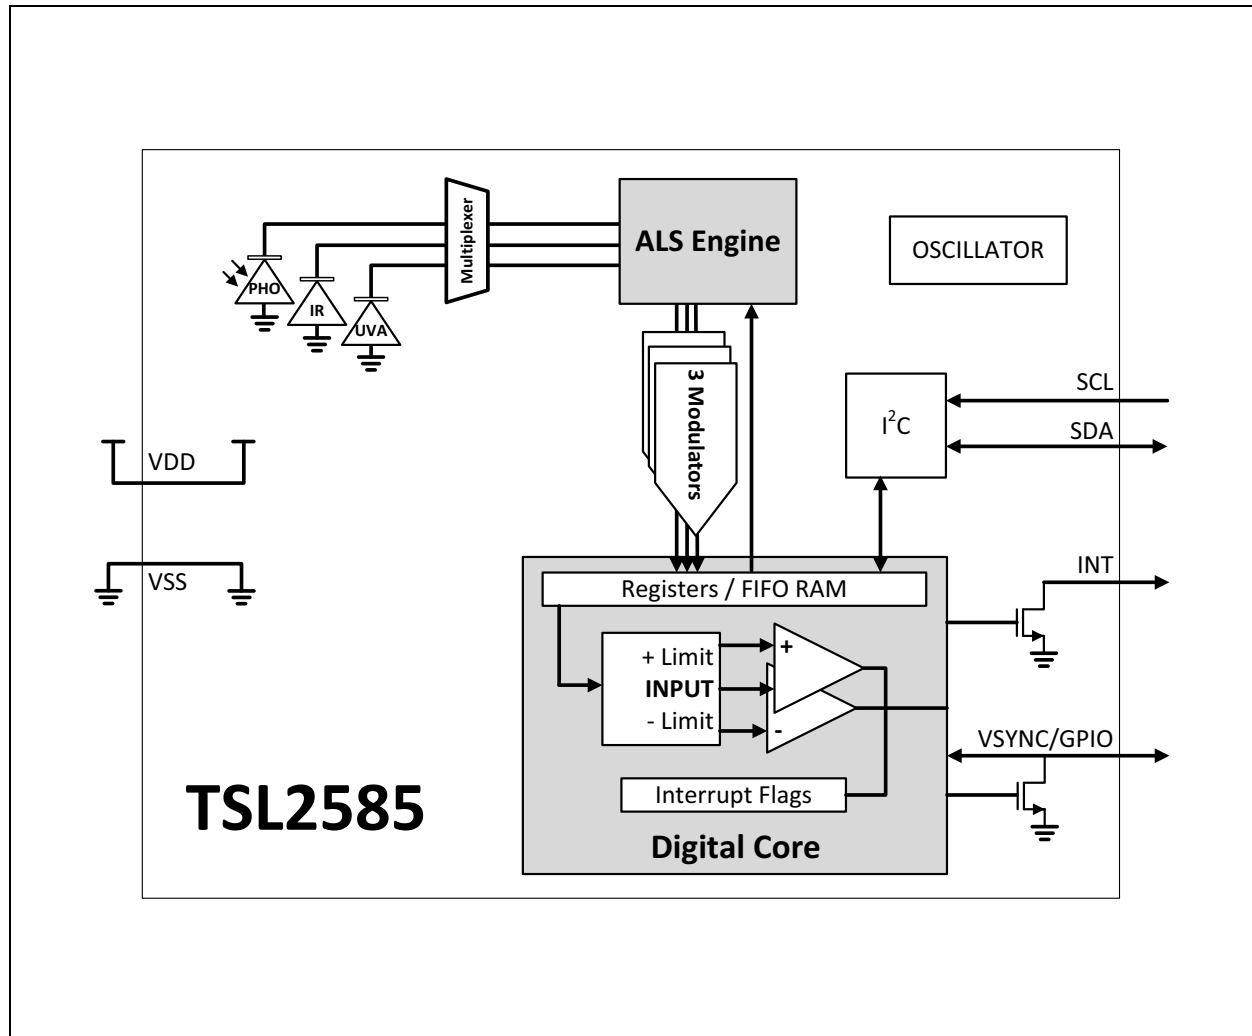 Multiplexer
ALS Engine
OSCILLATOR
PHO
IR
UVA
3 Modulators
I²C
SCL
SDA
VDD
VSS
INT
Registers / FIFO RAM
+ Limit
INPUT
- Limit
+
-
VSYNC/GPIO
Interrupt Flags
TSL2585
Digital Core